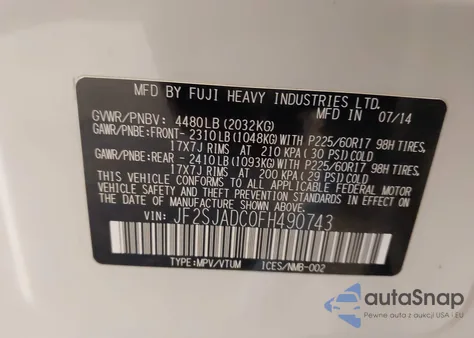 MFD BY FUJI HEAVY INDUSTRIES LTD.
MFD IN 07/14
GVWR/PNBV: 4480LB(2032KG)
GAWR/PNBE:FRONT- 2310LB(1048KG)WITH P225/60R17 98H TIRES,
17X7J RIMS AT 210 KPA(30 PSI)COLD
GAWR/PNBE:REAR -2410LB(1093KG)WITH P225/60R17 98H TIRES,
17X7J RIMS AT 200 KPA(29 PSI)COLD
THIS VEHICLE CONFORMS TO ALL APPLICABLE FEDERAL MOTOR
VEHICLE SAFETY, BUMPER, AND THEFT PREVENTION STANDARDS
IN EFFECT ON THE DATE OF MANUFACTURE SHOWN ABOVE.
VIN: JF2SJADC0FH490743
TYPE:MPV/VTUM ICES/NMB-002
autoSnap
Pewne auta z aukcji USA i EU